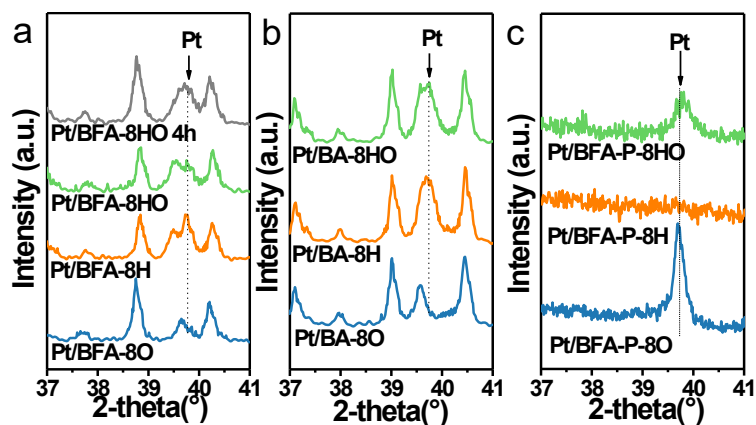 a
Pt
Pt/BFA-8HO 4h
Pt/BFA-8HO
Pt/BFA-8H
Pt/BFA-8O
Intensity (a.u.)
37 38 39 40 41
2-theta(°)
b
Pt
Pt/BA-8HO
Pt/BA-8H
Pt/BA-8O
Intensity (a.u.)
37 38 39 40 41
2-theta(°)
c
Pt
Pt/BFA-P-8HO
Pt/BFA-P-8H
Pt/BFA-P-8O
Intensity (a.u.)
37 38 39 40 41
2-theta(°)